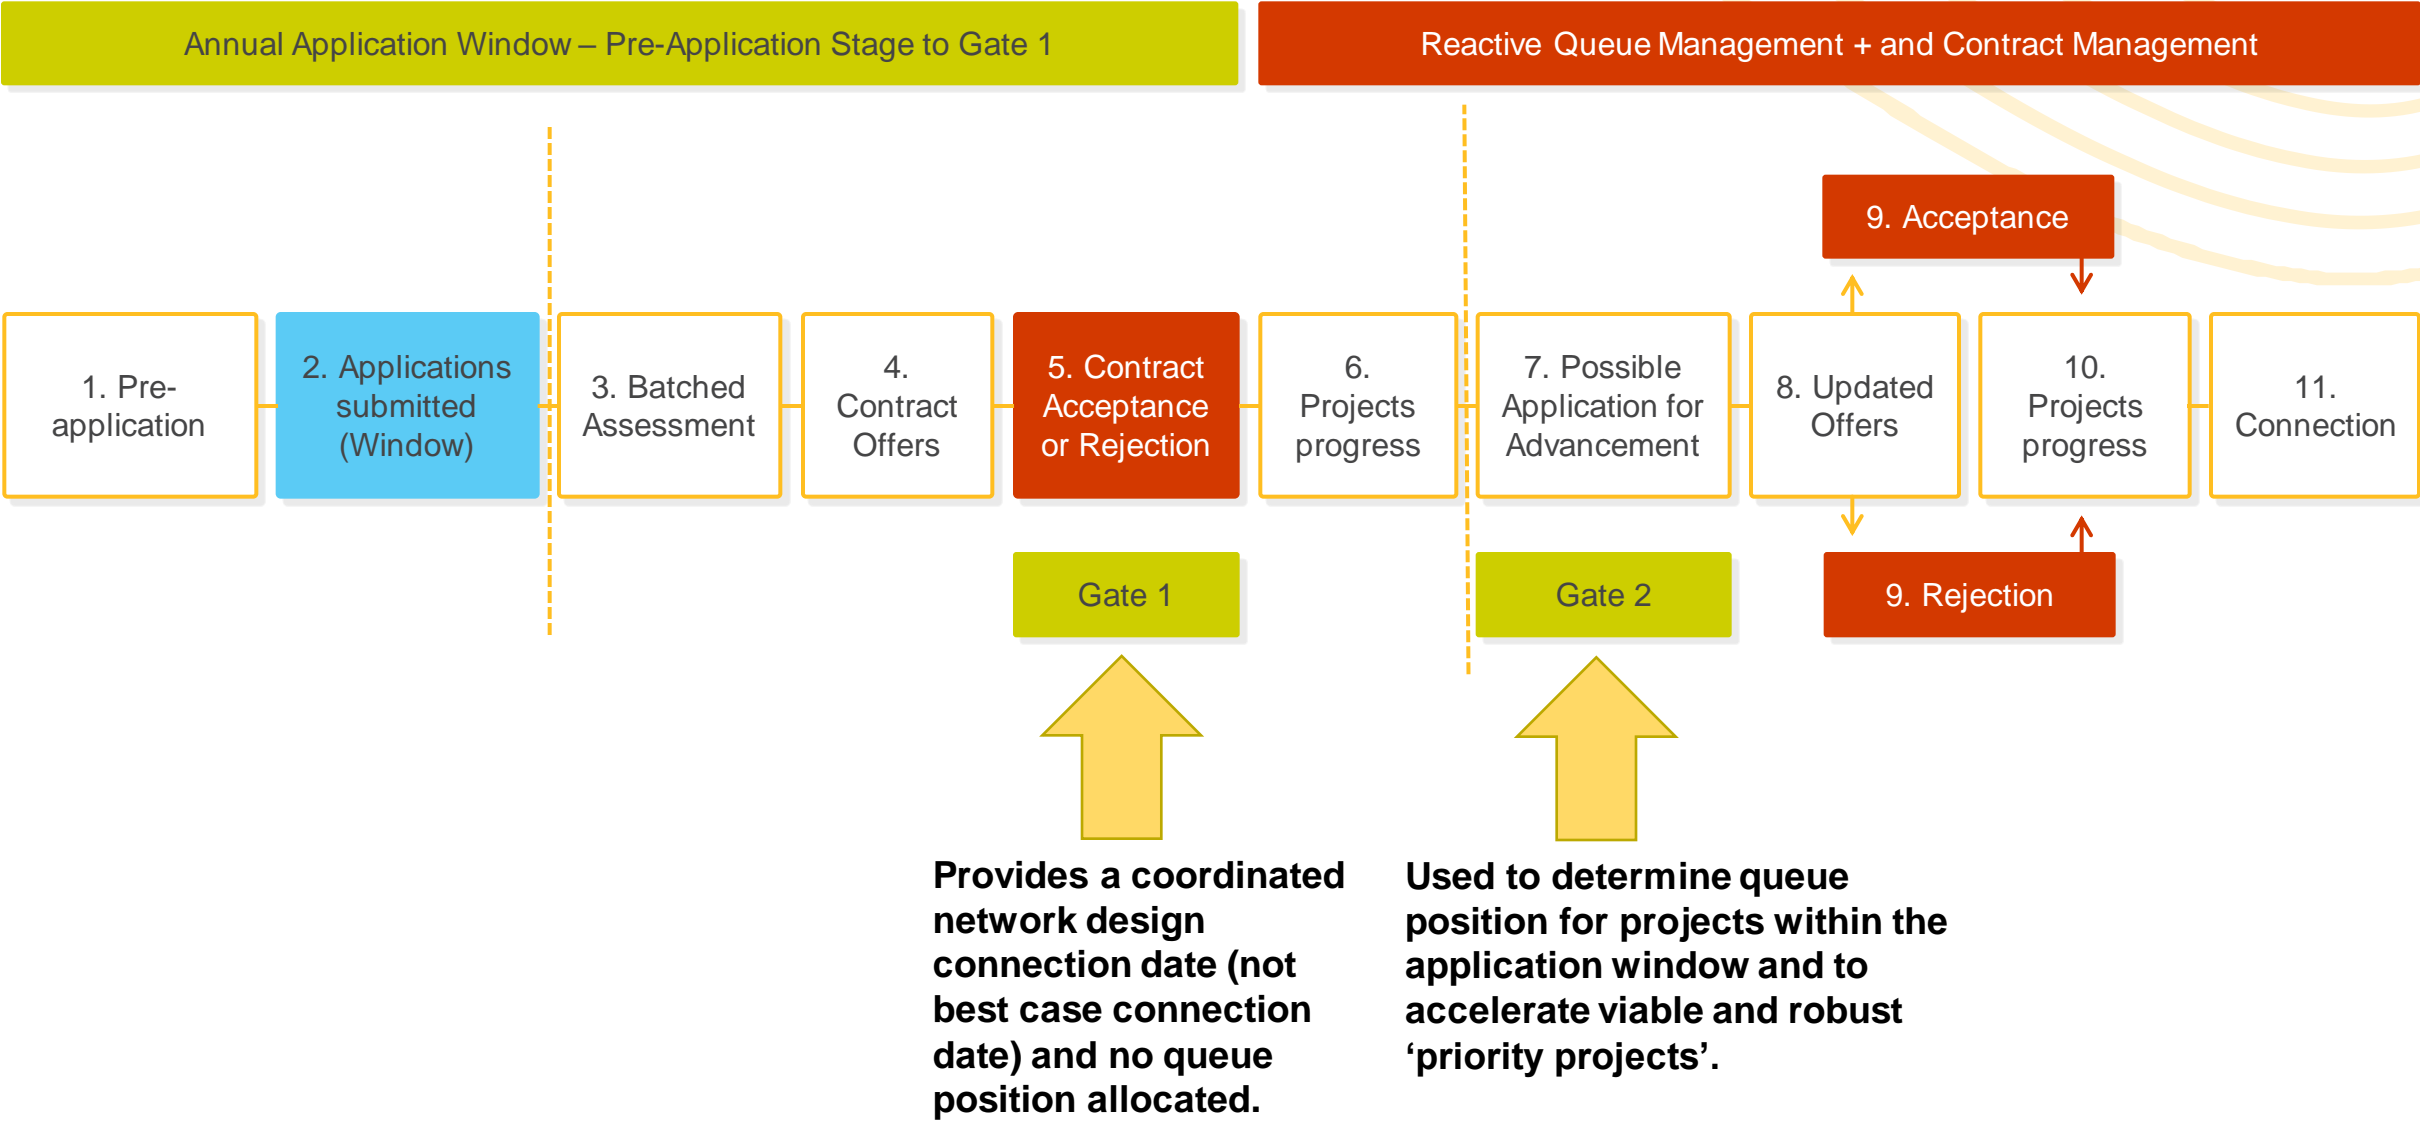 Annual Application Window – Pre-Application Stage to Gate 1
Reactive Queue Management + and Contract Management
9. Acceptance
1. Pre-
application
2. Applications
submitted
(Window)
3. Batched
Assessment
4.
Contract
Offers
5. Contract
Acceptance
or Rejection
6.
Projects
progress
7. Possible
Application for
Advancement
8. Updated
Offers
10.
Projects
progress
11.
Connection
Gate 1
Gate 2
9. Rejection
Provides a coordinated
network design
connection date (not
best case connection
date) and no queue
position allocated.
Used to determine queue
position for projects within the
application window and to
accelerate viable and robust
‘priority projects’.